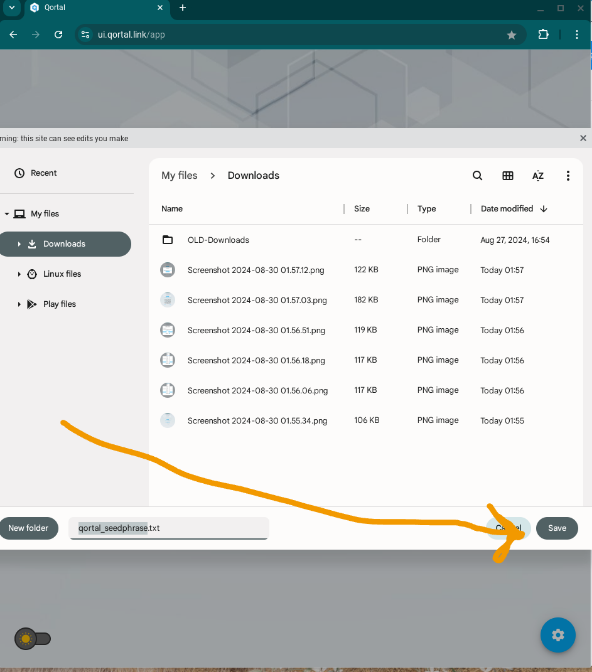 Qortal
ui.qortal.link/app
rning: this site can see edits you make
Recent
My files
Downloads
Linux files
Play files
My files > Downloads
AZ
Name Size Type Date modified
OLD-Downloads -- Folder Aug 27, 2024, 16:54
Screenshot 2024-08-30 01.57.12.png 122 KB PNG image Today 01:57
Screenshot 2024-08-30 01.57.03.png 182 KB PNG image Today 01:57
Screenshot 2024-08-30 01.56.51.png 119 KB PNG image Today 01:56
Screenshot 2024-08-30 01.56.18.png 117 KB PNG image Today 01:56
Screenshot 2024-08-30 01.56.06.png 117 KB PNG image Today 01:56
Screenshot 2024-08-30 01.55.34.png 106 KB PNG image Today 01:55
New folder qortal_seedphrase.txt Cancel Save